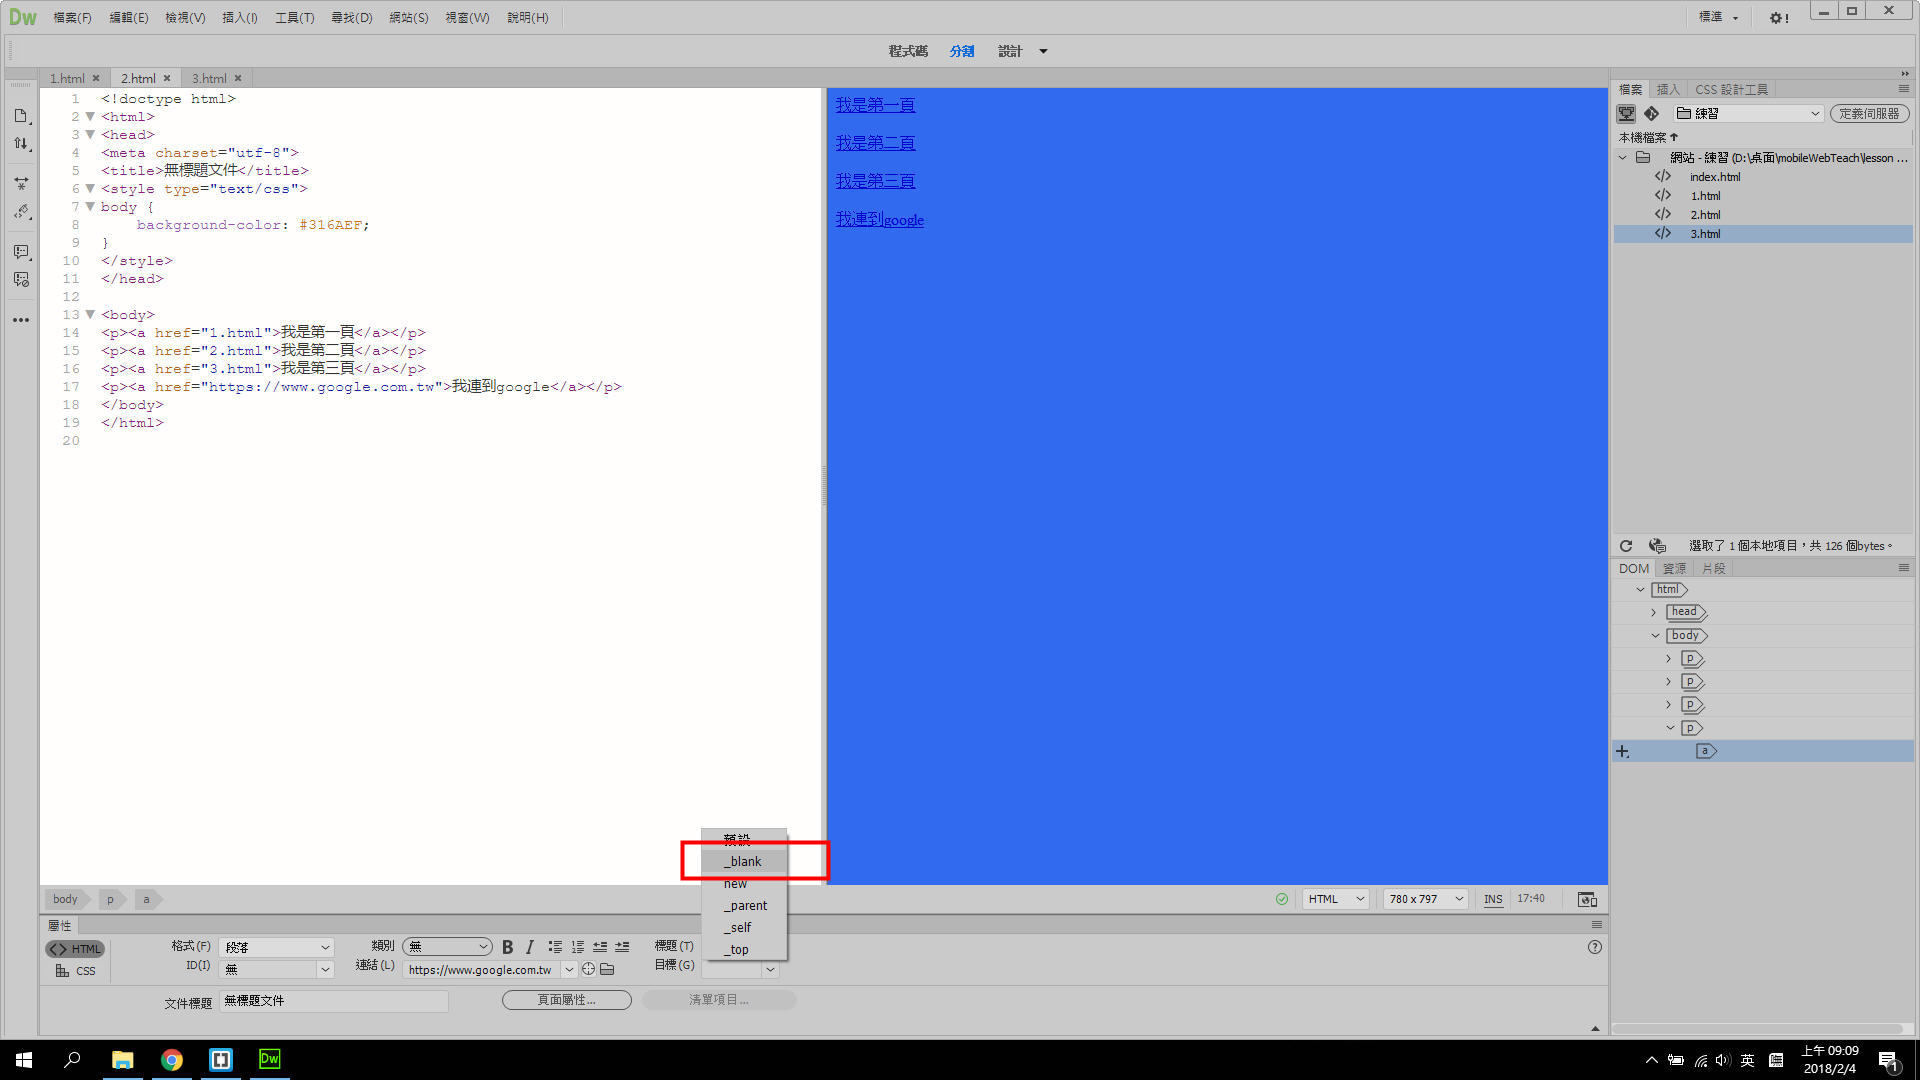 Dw 檔案(F) 編輯(E) 檢視(V) 插入(I) 工具(T) 尋找(D) 網站(S) 視窗(W) 說明(H) 標準
程式碼 分割 設計
1.html 2.html 3.html
1 <!doctype html>
2 <html>
3 <head>
4 <meta charset="utf-8">
5 <title>無標題文件</title>
6 <style type="text/css">
7 body {
8 background-color: #316AEF;
9 }
10 </style>
11 </head>
12
13 <body>
14 <p><a href="1.html">我是第一頁</a></p>
15 <p><a href="2.html">我是第二頁</a></p>
16 <p><a href="3.html">我是第三頁</a></p>
17 <p><a href="https://www.google.com.tw">我連到google</a></p>
18 </body>
19 </html>
20
我是第一頁
我是第二頁
我是第三頁
我連到google
檔案 插入 CSS 設計工具
練習 定義伺服器
本機檔案
網站 - 練習 (D:\桌面\mobileWebTeach\lesson ...
index.html
1.html
2.html
3.html
選取了 1 個本地項目，共 126 個bytes。
DOM 資源 片段
html
head
body
p
p
p
p
a
預設
_blank
new
_parent
_self
_top
body p a HTML 780 x 797 INS 17:40
屬性
HTML 格式(F) 段落 類別 無 B I 標題(T)
CSS ID(I) 無 連結(L) https://www.google.com.tw 目標(G)
文件標題 無標題文件 頁面屬性... 清單項目...
Dw 英 上午 09:09
2018/2/4 1